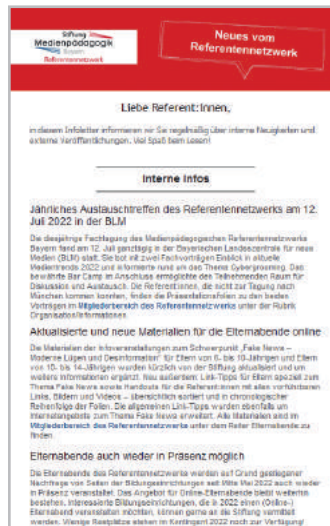 Stiftung
Medienpädagogik
Bayern
Referentennetzwerk
Neues vom
Referentennetzwerk
Liebe Referent:innen,
in diesem Infoletter informieren wir Sie regelmäßig über interne Neuigkeiten und
externe Veröffentlichungen. Viel Spaß beim Lesen!
Interne Infos
Jährliches Austauschtreffen des Referentennetzwerks am 12.
Juli 2022 in der BLM
Die diesjährige Fachtagung des Medienpädagogischen Referentennetzwerks
Bayern fand am 12. Juli ganztägig in der Bayerischen Landeszentrale für neue
Medien (BLM) statt. Sie bot mit zwei Fachvorträgen Einblick in aktuelle
Medientrends 2022 und informierte rund um das Thema Cybergrooming. Das
bewährte Bar Camp im Anschluss ermöglichte den Teilnehmenden Raum für
Diskussion und Austausch. Die Referent:innen, die nicht zur Tagung nach
München kommen konnten, finden die Präsentationsfolien zu den beiden
Vorträgen im Mitgliederbereich des Referentennetzwerks unter der Rubrik
Organisation/Informationen.
Aktualisierte und neue Materialien für die Elternabende online
Die Materialien der Infoveranstaltungen zum Schwerpunkt „Fake News –
Moderne Lügen und Desinformation" für Eltern von 6- bis 10-Jährigen und Eltern
von 10- bis 14-Jährigen wurden kürzlich von der Stiftung aktualisiert und um
weitere Informationen ergänzt. Neu außerdem: Link-Tipps für Eltern speziell zum
Thema Fake News sowie Handouts für die Referent:innen mit allen vorführbaren
Links, Bildern und Videos – übersichtlich sortiert und in chronologischer
Reihenfolge der Folien. Die allgemeinen Link-Tipps wurden ebenfalls um
Internetangebote zum Thema Fake News erweitert. Alle Materialien sind im
Mitgliederbereich des Referentennetzwerks unter dem Reiter Elternabende zu
finden.
Elternabende auch wieder in Präsenz möglich
Die Elternabende des Referentennetzwerks werden auf Grund gestiegener
Nachfrage von Seiten der Bildungseinrichtungen seit Mitte Mai 2022 auch wieder
in Präsenz veranstaltet. Das Angebot für Online-Elternabende bleibt weiterhin
bestehen. Interessierte Bildungseinrichtungen, die in 2022 einen (Online-)
Elternabend veranstalten möchten, können gerne an die Stiftung vermittelt
werden. Wenige Restplätze stehen im Kontingent 2022 noch zur Verfügung!